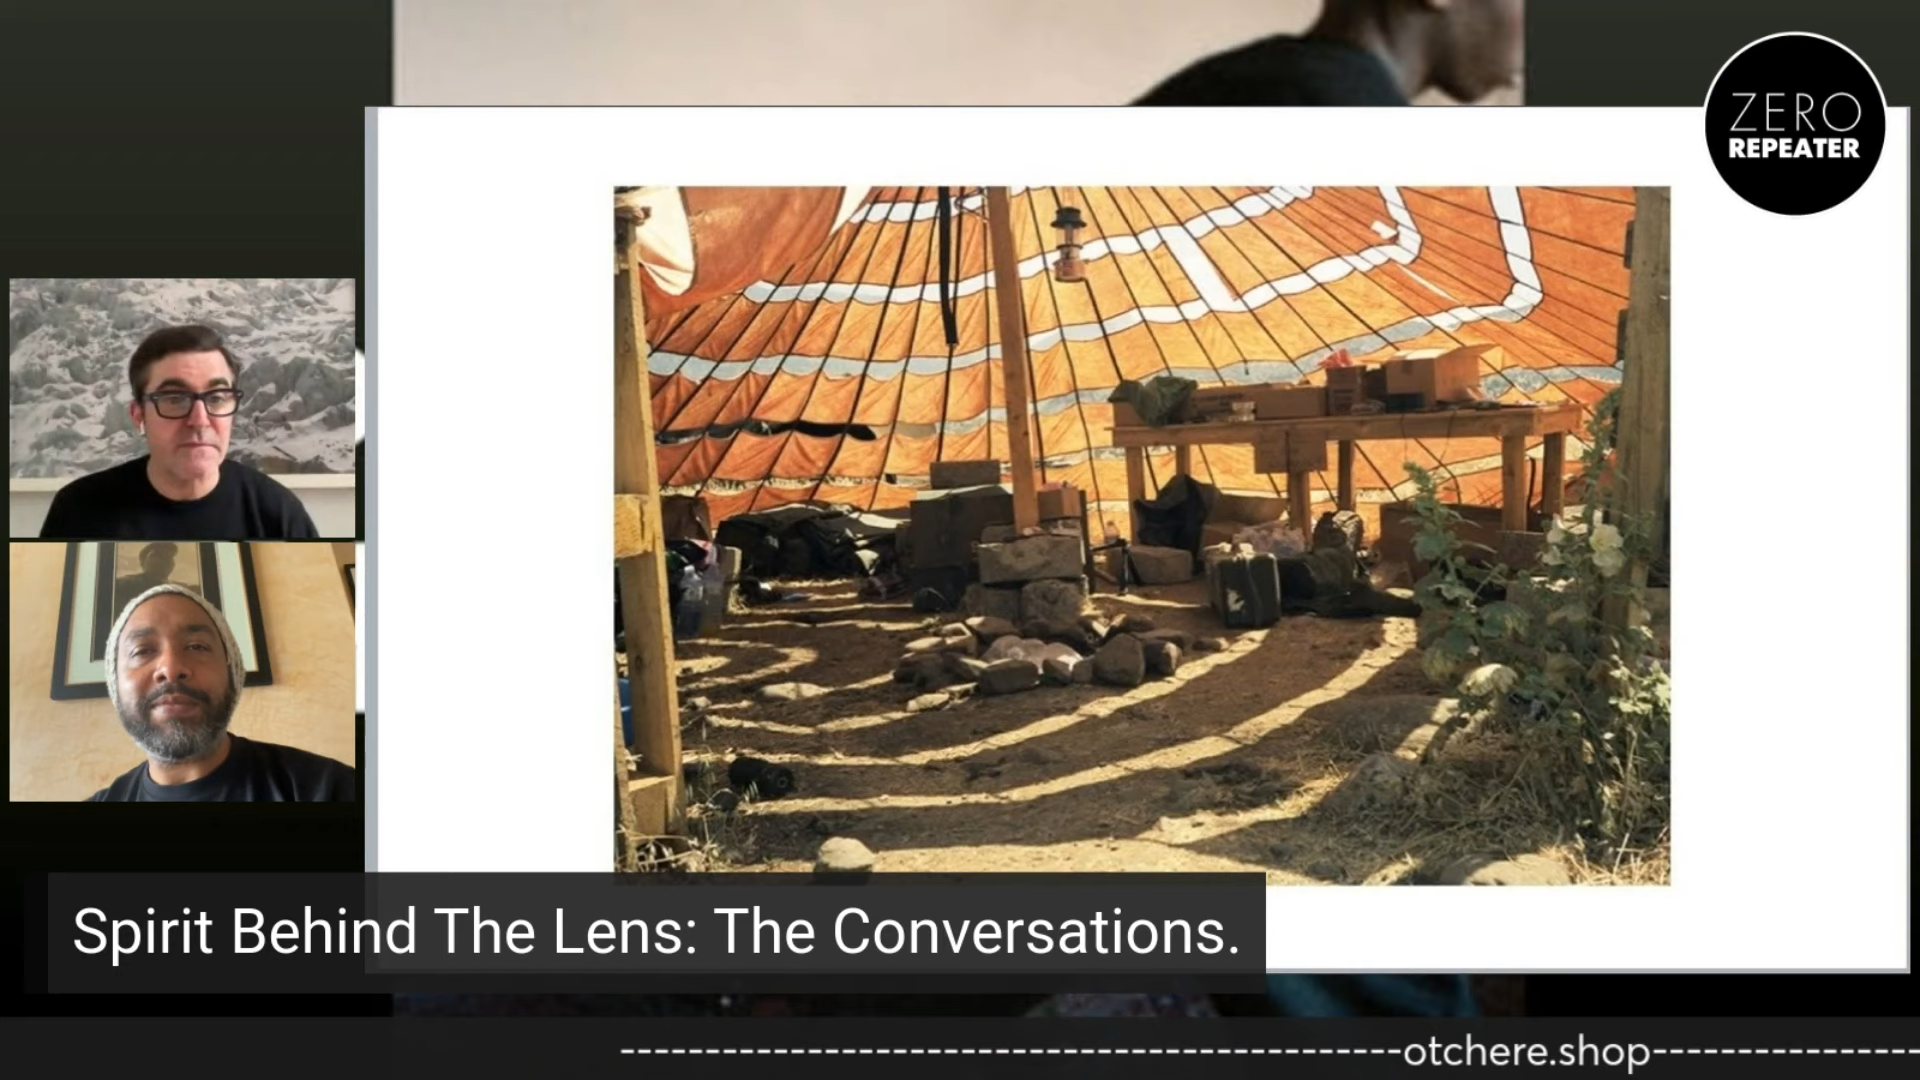 ZERO
REPEATER
Spirit Behind The Lens: The Conversations.
otchere.shop